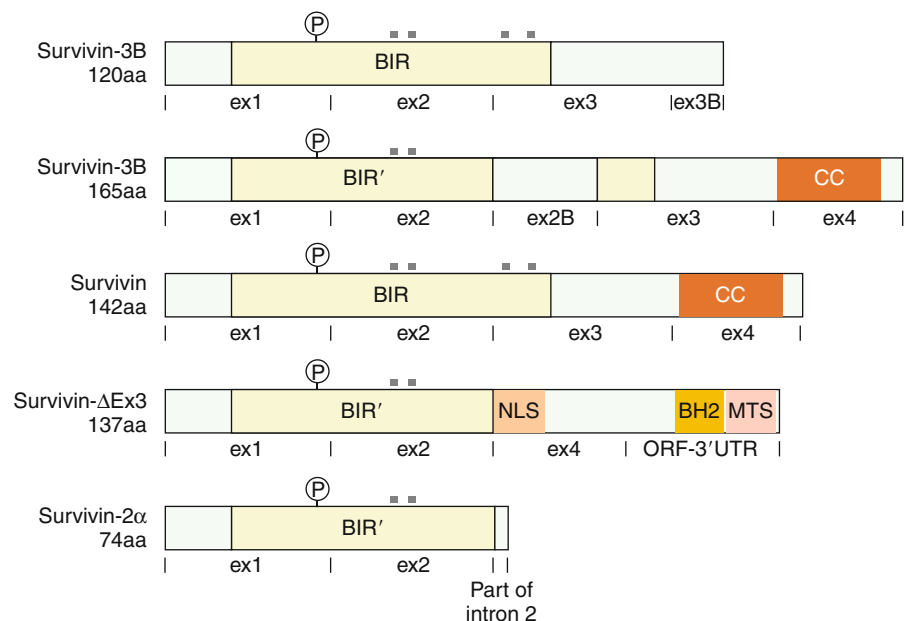 P
Survivin-3B
120aa
BIR
ex1 ex2 ex3 ex3B
P
Survivin-3B
165aa
BIR′ CC
ex1 ex2 ex2B ex3 ex4
P
Survivin
142aa
BIR CC
ex1 ex2 ex3 ex4
P
Survivin-ΔEx3
137aa
BIR′ NLS BH2 MTS
ex1 ex2 ex4 ORF-3′UTR
P
Survivin-2α
74aa
BIR′
ex1 ex2
Part of
intron 2